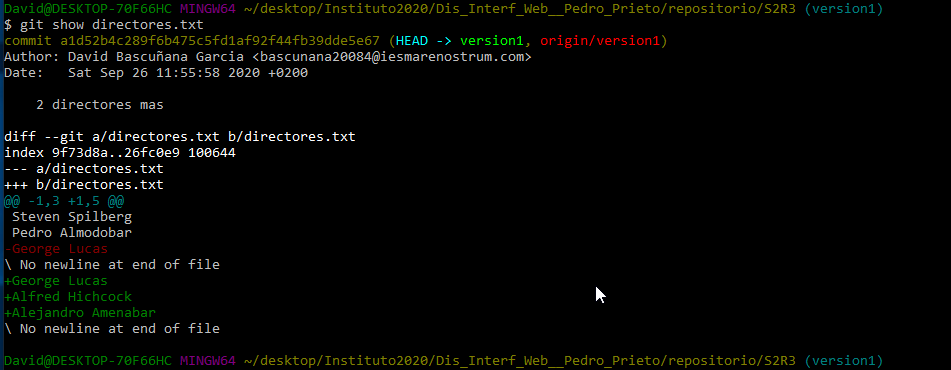 David@DESKTOP-70F66HC MINGW64 ~/desktop/Instituto2020/Dis_Interf_Web__Pedro_Prieto/repositorio/S2R3 (version1)
$ git show directores.txt
commit a1d52b4c289f6b475c5fd1af92f44fb39dde5e67 (HEAD -> version1, origin/version1)
Author: David Bascuñana Garcia <bascunana20084@iesmarenostrum.com>
Date:   Sat Sep 26 11:55:58 2020 +0200
    2 directores mas
diff --git a/directores.txt b/directores.txt
index 9f73d8a..26fc0e9 100644
--- a/directores.txt
+++ b/directores.txt
@@ -1,3 +1,5 @@
 Steven Spilberg
 Pedro Almodobar
-George Lucas
\ No newline at end of file
+George Lucas
+Alfred Hichcock
+Alejandro Amenabar
\ No newline at end of file
David@DESKTOP-70F66HC MINGW64 ~/desktop/Instituto2020/Dis_Interf_Web__Pedro_Prieto/repositorio/S2R3 (version1)